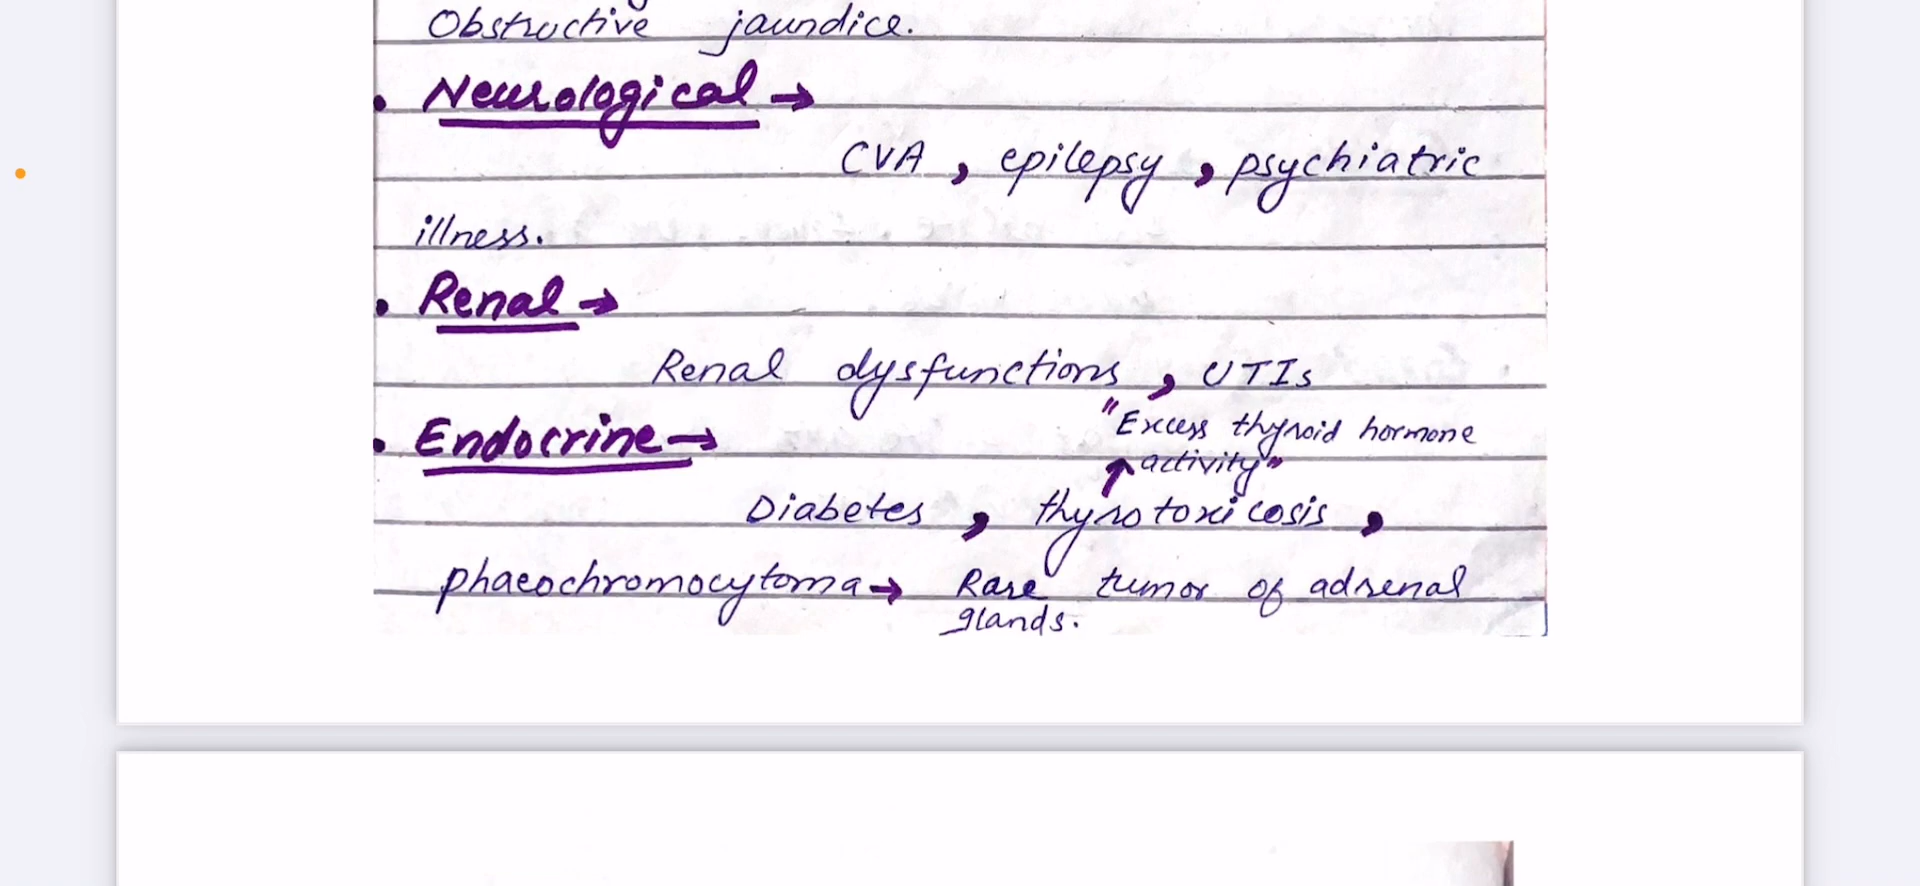 Obstructive jaundice.
• Neurological →
CVA, epilepsy, psychiatric
illness.
• Renal →
Renal dysfunctions, UTIs
"Excess thyroid hormone
• Endocrine →
↑ activity"
Diabetes, thyrotoxicosis,
phaeochromocytoma → Rare tumor of adrenal
glands.